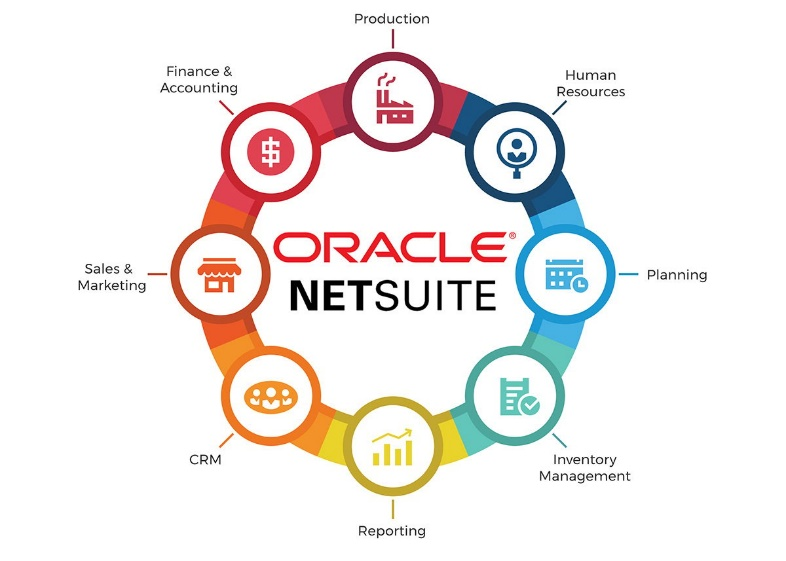 Production
Human
Resources
Planning
Inventory
Management
Reporting
CRM
Sales &
Marketing
Finance &
Accounting
ORACLE®
NETSUITE